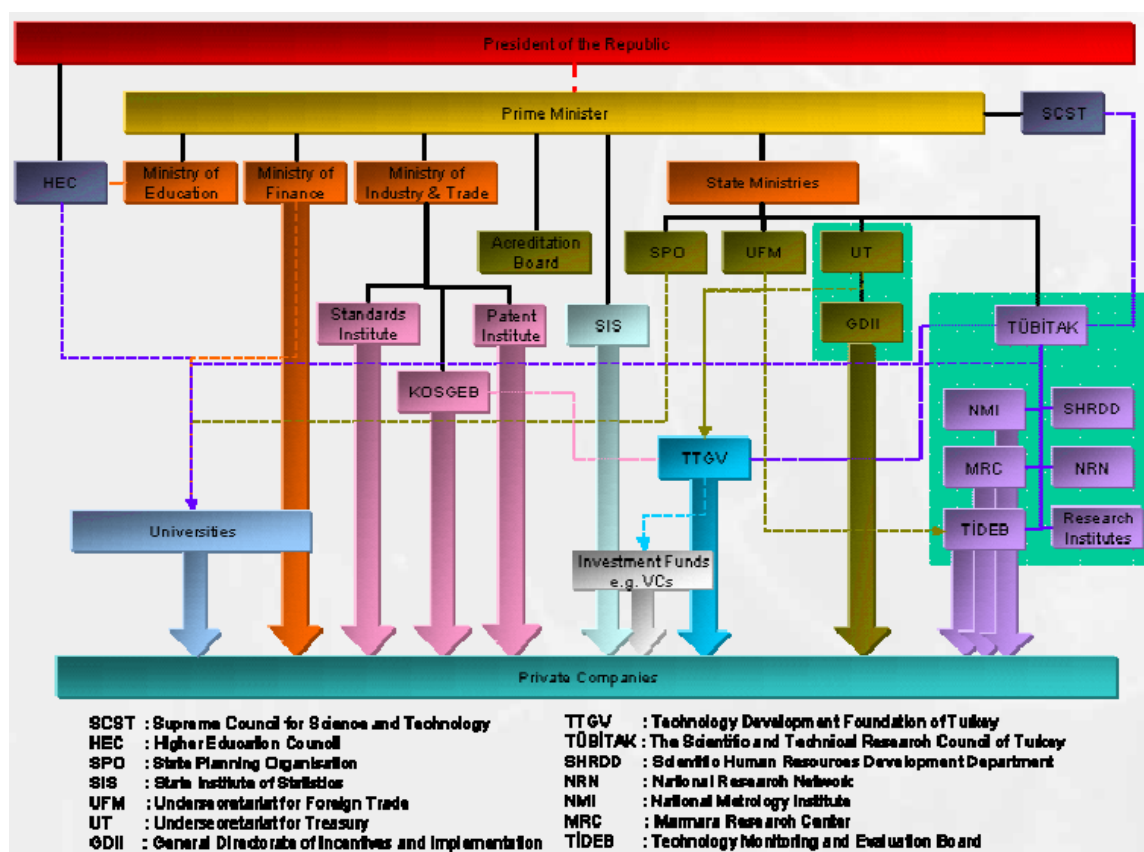 President of the Republic
Prime Minister
SCST
HEC
Ministry of
Education
Ministry of
Finance
Ministry of
Industry & Trade
State Ministries
Acreditation
Board
SPO
UFM
UT
Standards
Institute
Patent
Institute
SIS
GDII
TÜBİTAK
KOSGEB
NMI
SHRDD
TTGV
MRC
NRN
Universities
TİDEB
Research
Institutes
Investment Funds
e.g. VCs
Private Companies
SCST : Supreme Council for Science and Technology
HEC : Higher Education Council
SPO : State Planning Organisation
SIS : State Institute of Statistics
UFM : Undersecretariat for Foreign Trade
UT : Undersecretariat for Treasury
GDII : General Directorate of Incentives and Implementation
TTGV : Technology Development Foundation of Turkey
TÜBİTAK : The Scientific and Technical Research Council of Turkey
SHRDD : Scientific Human Resources Development Department
NRN : National Research Network
NMI : National Metrology Institute
MRC : Marmara Research Center
TİDEB : Technology Monitoring and Evaluation Board